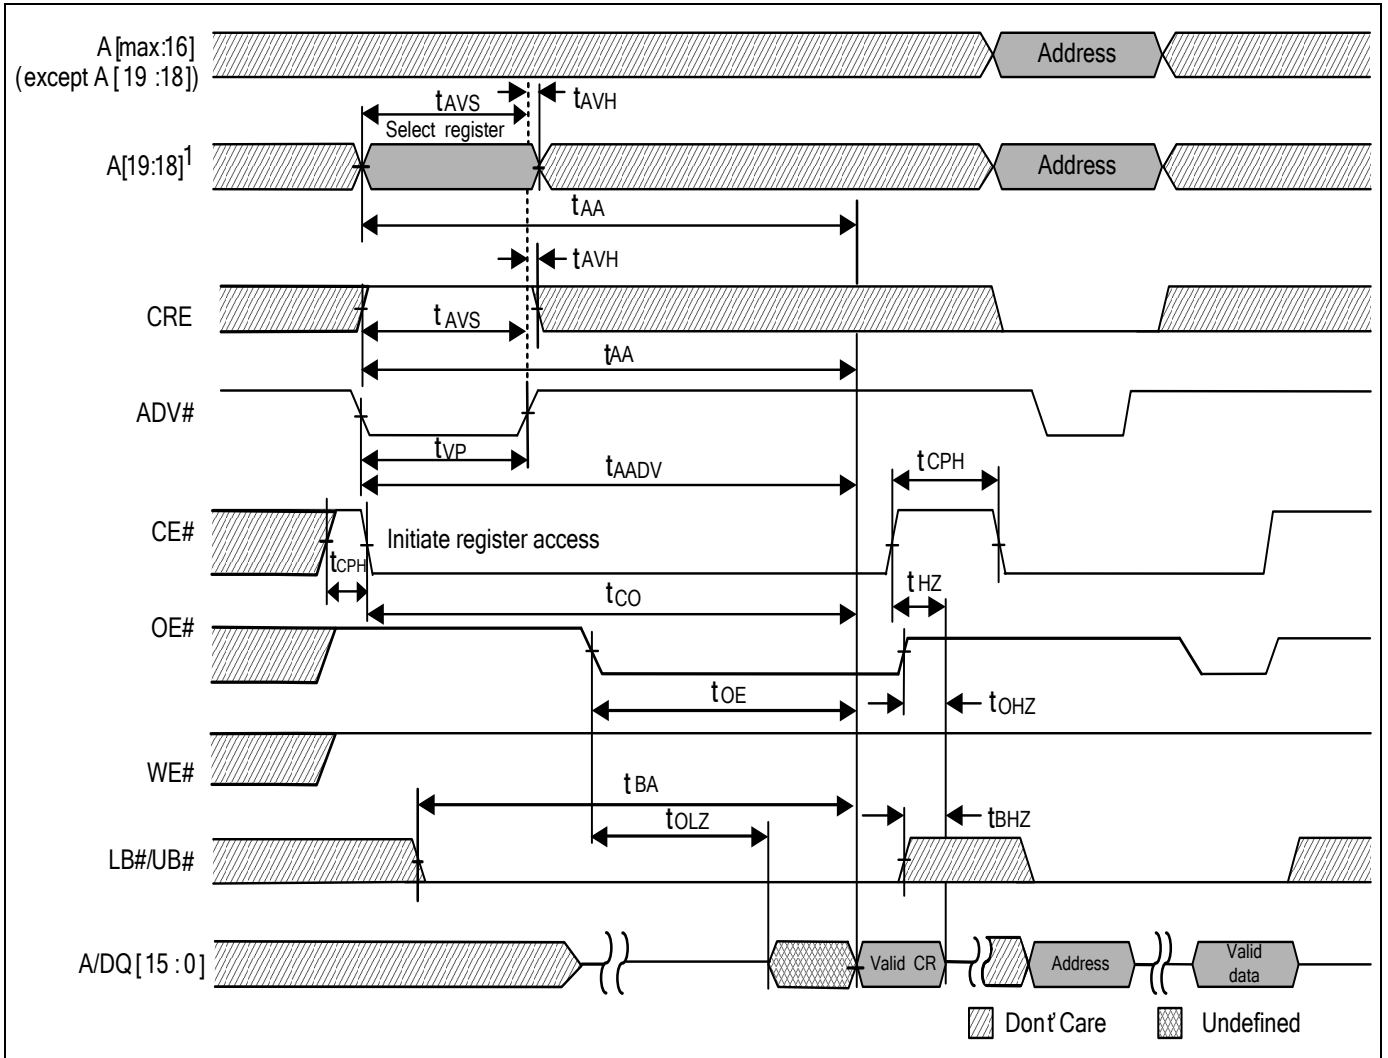 A[max:16]
(except A[19:18])
Address
tAVS
tAVH
Select register
A[19:18]1
Address
tAA
tAVH
CRE
tAVS
tAA
ADV#
tVP
tAADV
tCPH
CE#
Initiate register access
tCPH
tHZ
tCO
OE#
tOE
tOHZ
WE#
tBA
tOLZ
tBHZ
LB#/UB#
A/DQ[15:0]
Valid CR
Address
Valid
data
Don't Care
Undefined